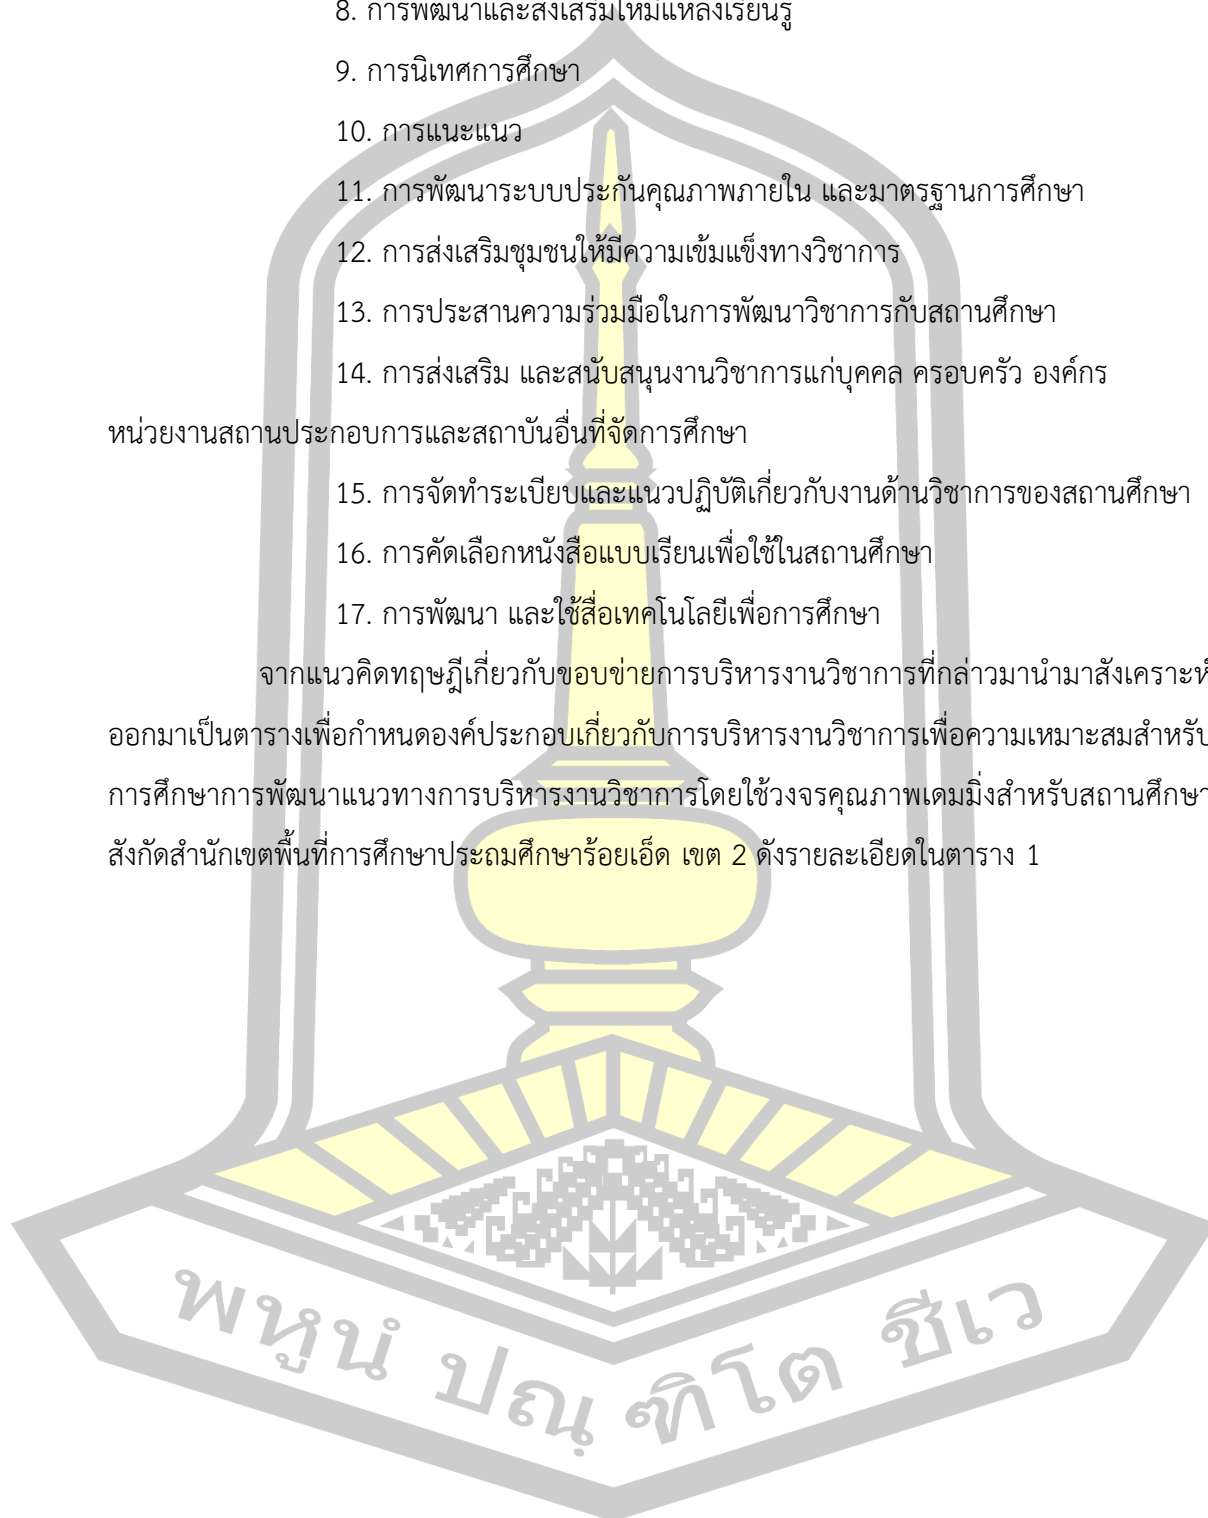 8. การพัฒนาและส่งเสริมให้มีแหล่งเรียนรู้
9. การนิเทศการศึกษา
10. การแนะแนว
11. การพัฒนาระบบประกันคุณภาพภายใน และมาตรฐานการศึกษา
12. การส่งเสริมชุมชนให้มีความเข้มแข็งทางวิชาการ
13. การประสานความร่วมมือในการพัฒนาวิชาการกับสถานศึกษา
14. การส่งเสริม และสนับสนุนงานวิชาการแก่บุคคล ครอบครัว องค์กร
หน่วยงานสถานประกอบการและสถาบันอื่นที่จัดการศึกษา
15. การจัดทำระเบียบและแนวปฏิบัติเกี่ยวกับงานด้านวิชาการของสถานศึกษา
16. การคัดเลือกหนังสือแบบเรียนเพื่อใช้ในสถานศึกษา
17. การพัฒนา และใช้สื่อเทคโนโลยีเพื่อการศึกษา
จากแนวคิดทฤษฎีเกี่ยวกับขอบข่ายการบริหารงานวิชาการที่กล่าวมานำมาสังเคราะห์
ออกมาเป็นตารางเพื่อกำหนดองค์ประกอบเกี่ยวกับการบริหารงานวิชาการเพื่อความเหมาะสมสำหรับ
การศึกษาการพัฒนาแนวทางการบริหารงานวิชาการโดยใช้วงจรคุณภาพเดมมิ่งสำหรับสถานศึกษา
สังกัดสำนักเขตพื้นที่การศึกษาประถมศึกษาร้อยเอ็ด เขต 2 ดังรายละเอียดในตาราง 1
พหูนํ ปณฺฑิโต ชีเว